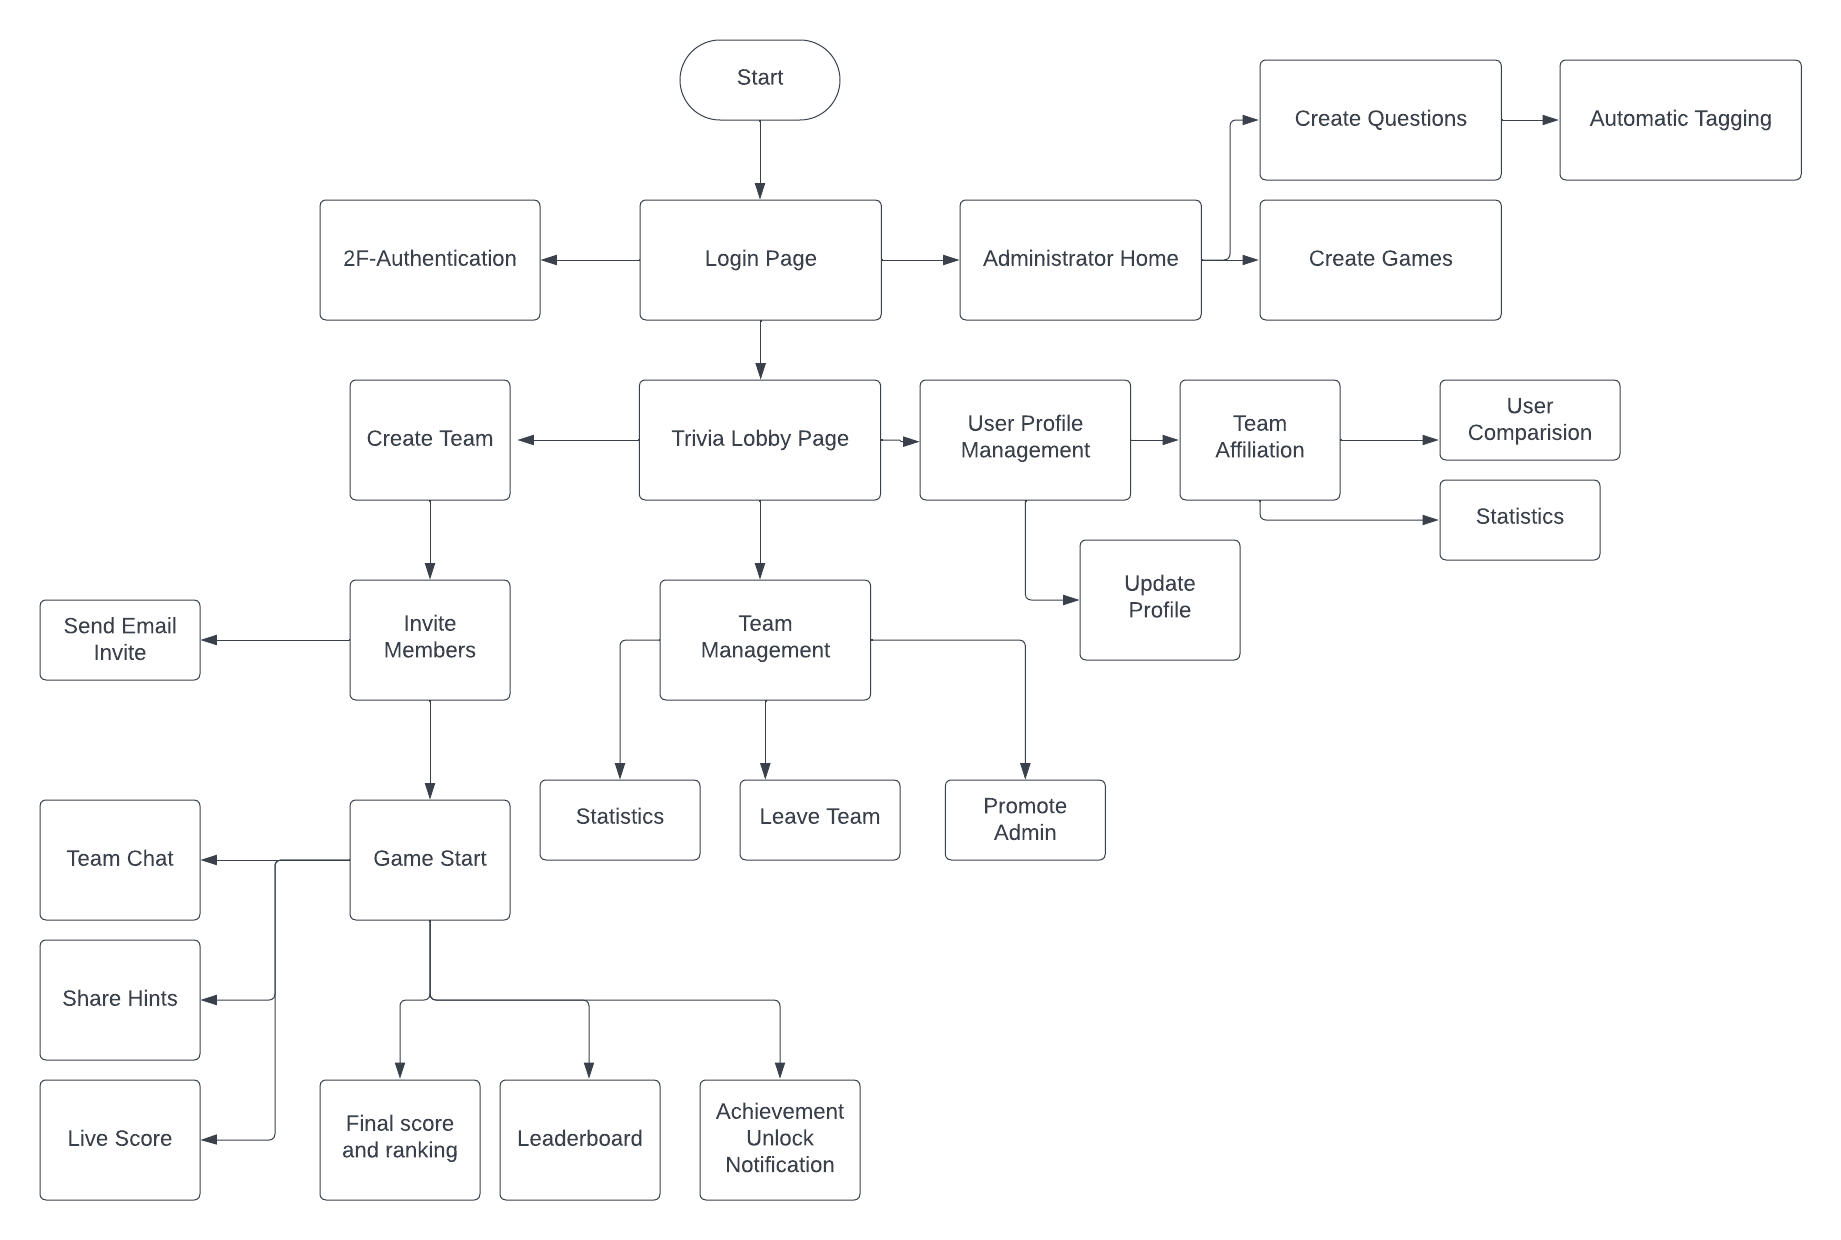 Start
Create Questions
Automatic Tagging
2F-Authentication
Login Page
Administrator Home
Create Games
Create Team
Trivia Lobby Page
User Profile
Management
Team
Affiliation
User
Comparision
Statistics
Update
Profile
Send Email
Invite
Invite
Members
Team
Management
Statistics
Leave Team
Promote
Admin
Team Chat
Game Start
Share Hints
Live Score
Final score
and ranking
Leaderboard
Achievement
Unlock
Notification